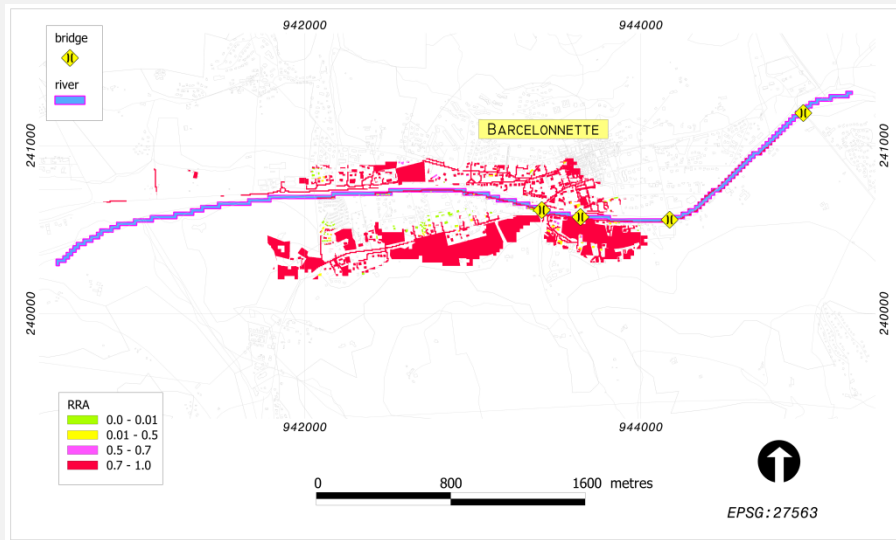 942000
944000
bridge
river
BARCELONNETTE
241000
241000
240000
240000
RRA
0.0 - 0.01
0.01 - 0.5
0.5 - 0.7
0.7 - 1.0
942000
944000
0 800 1600 metres
EPSG:27563